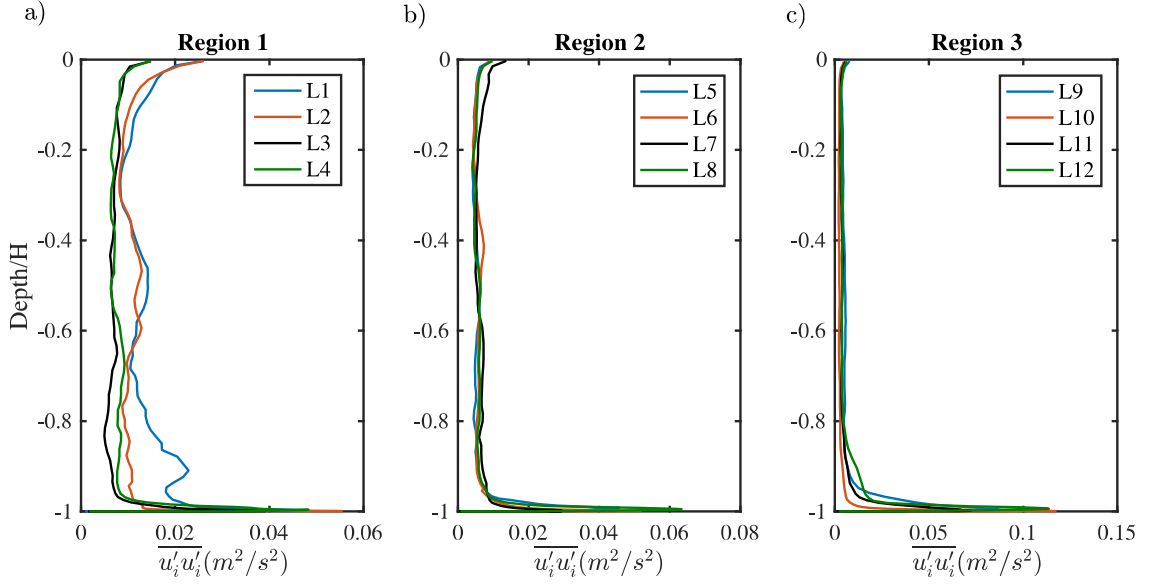 a)
Region 1
0
-0.2
-0.4
-0.6
-0.8
-1
Depth/H
L1
L2
L3
L4
0 0.02 0.04 0.06
$\overline{u_i'u_i'}(m^2/s^2)$
b)
Region 2
0
-0.2
-0.4
-0.6
-0.8
-1
L5
L6
L7
L8
0 0.02 0.04 0.06 0.08
$\overline{u_i'u_i'}(m^2/s^2)$
c)
Region 3
0
-0.2
-0.4
-0.6
-0.8
-1
L9
L10
L11
L12
0 0.05 0.1 0.15
$\overline{u_i'u_i'}(m^2/s^2)$